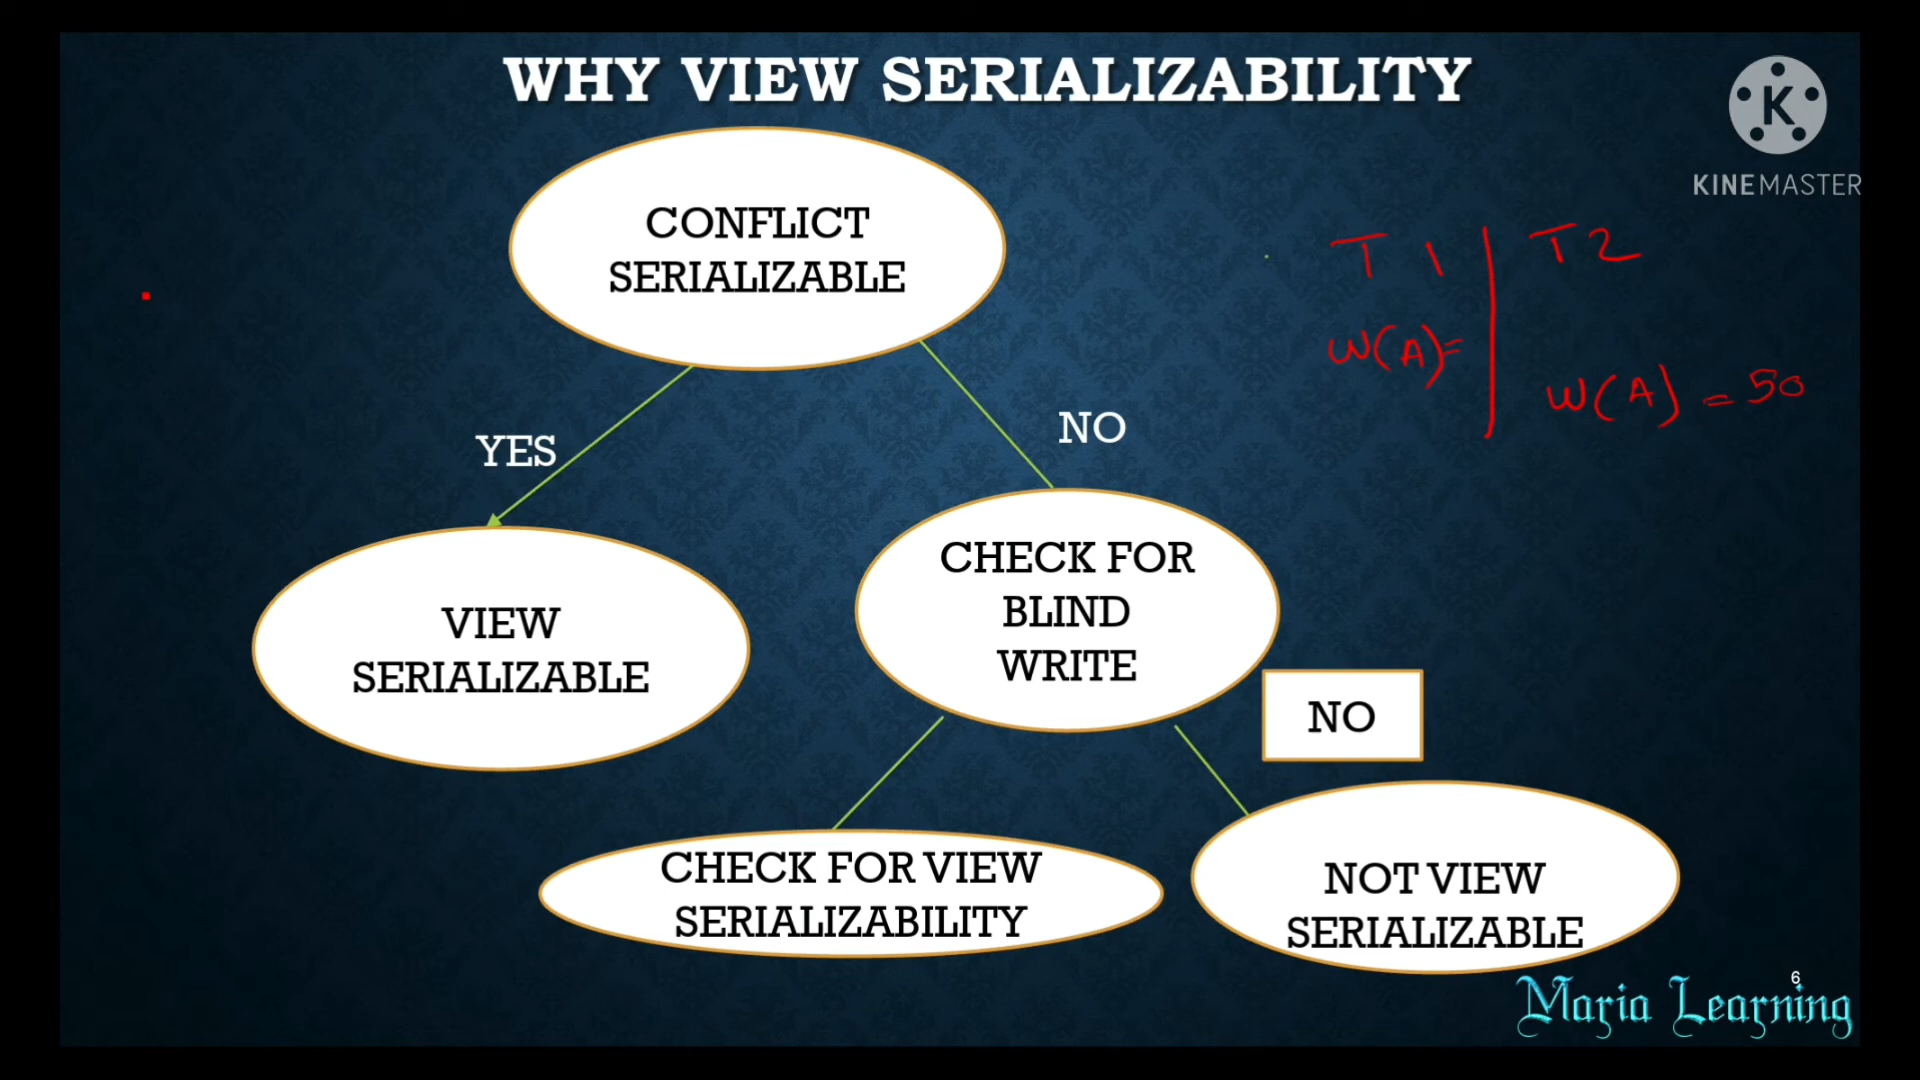 WHY VIEW SERIALIZABILITY
K
KINEMASTER
CONFLICT
SERIALIZABLE
T1
T2
W(A)=
W(A) = 50
YES
NO
VIEW
SERIALIZABLE
CHECK FOR
BLIND
WRITE
NO
CHECK FOR VIEW
SERIALIZABILITY
NOT VIEW
SERIALIZABLE
6
Maria Learning